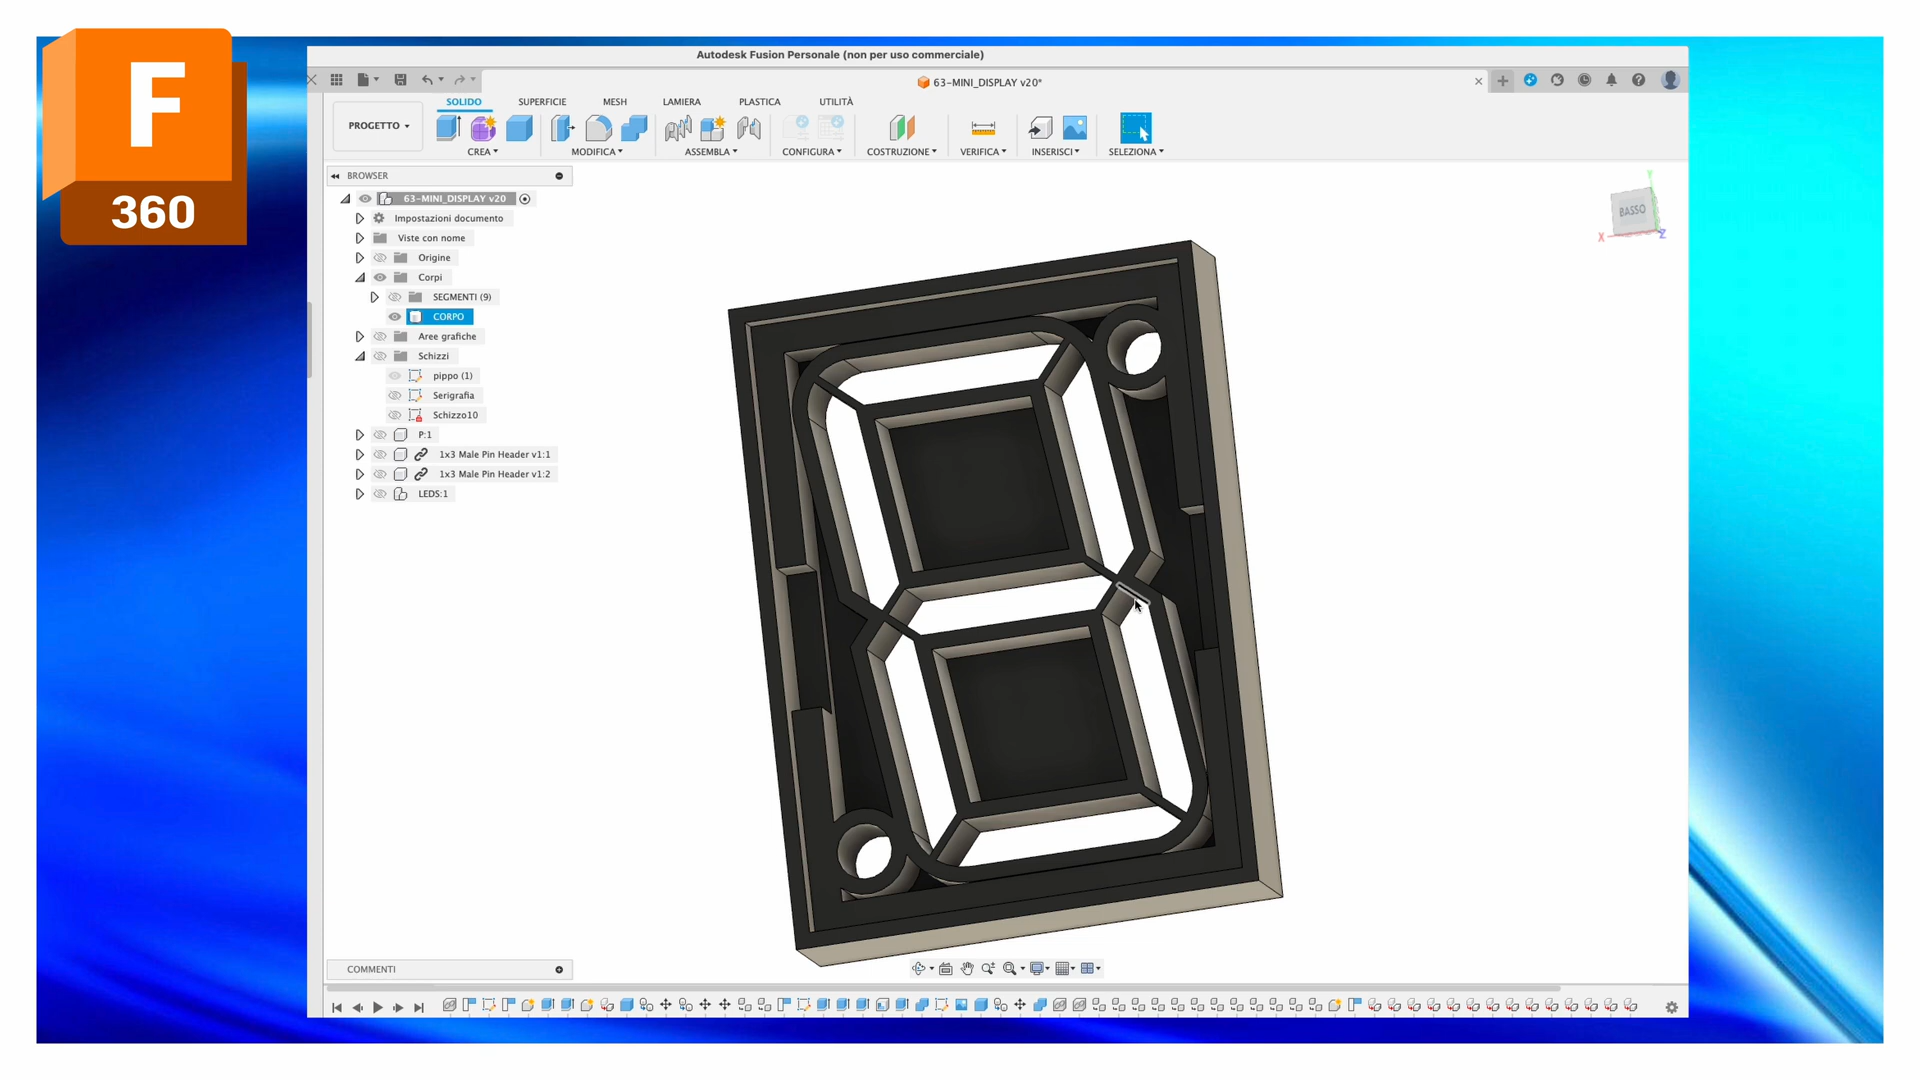 F
360
Autodesk Fusion Personale (non per uso commerciale)
63-MINI_DISPLAY v20*
SOLIDO SUPERFICIE MESH LAMIERA PLASTICA UTILITÀ
PROGETTO
CREA MODIFICA ASSEMBLA CONFIGURA COSTRUZIONE VERIFICA INSERISCI SELEZIONA
BROWSER
63-MINI_DISPLAY v20
Impostazioni documento
Viste con nome
Origine
Corpi
SEGMENTI (9)
CORPO
Aree grafiche
Schizzi
pippo (1)
Serigrafia
Schizzo10
P:1
1x3 Male Pin Header v1:1
1x3 Male Pin Header v1:2
LEDS:1
BASSO
X
Z
COMMENTI